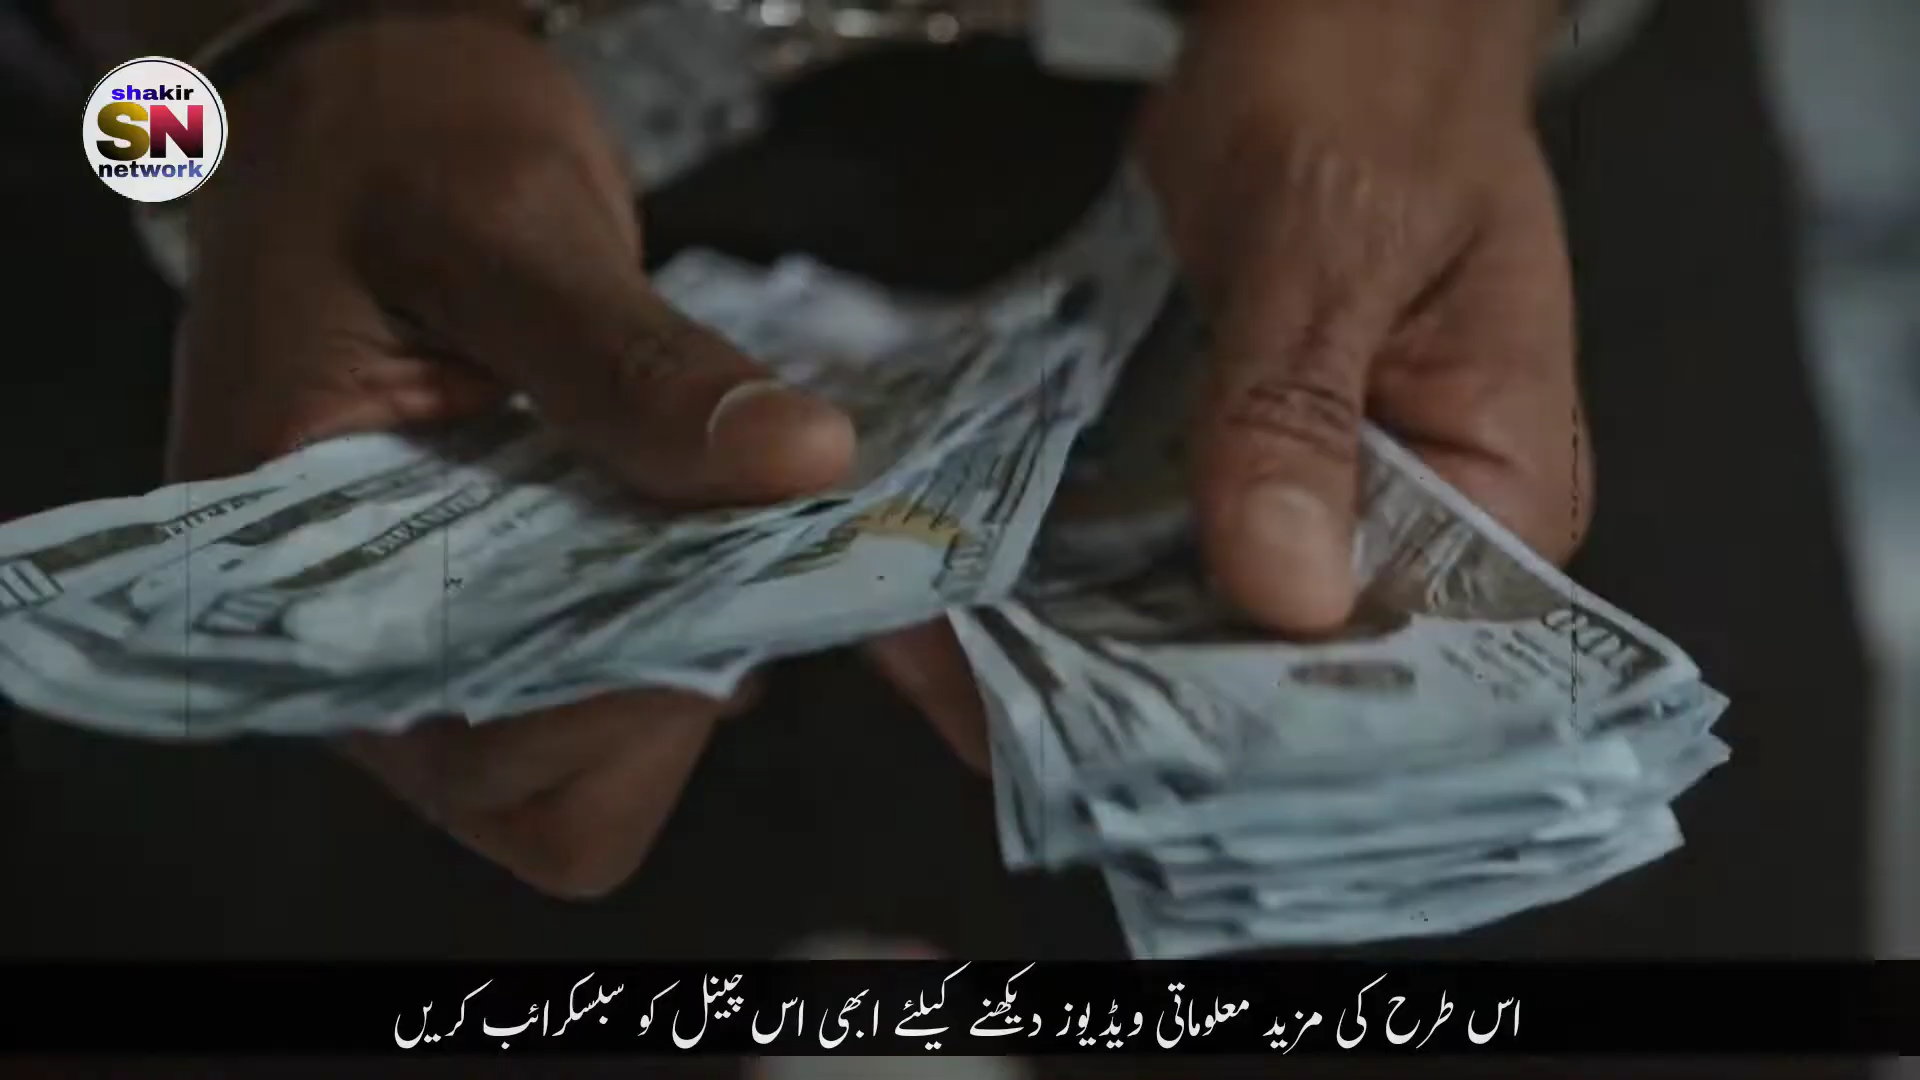 shakir
SN
network
اس طرح کی مزید معلوماتی ویڈیوز دیکھنے کیلئے ابھی اس چینل کو سبسکرائب کریں